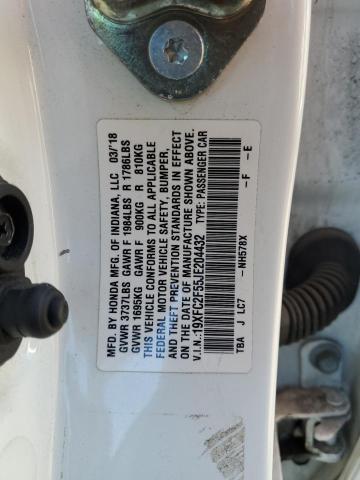 MFD. BY HONDA MFG. OF INDIANA, LLC 03/'18
GVWR 3737LBS GAWR F 1984LBS R 1786LBS
GVWR 1695KG GAWR F 900KG R 810KG
THIS VEHICLE CONFORMS TO ALL APPLICABLE
FEDERAL MOTOR VEHICLE SAFETY, BUMPER,
AND THEFT PREVENTION STANDARDS IN EFFECT
ON THE DATE OF MANUFACTURE SHOWN ABOVE.
V.I.N.:19XFC2F55JE204432 TYPE: PASSENGER CAR
TBA J LC7 -NH578X -F -E